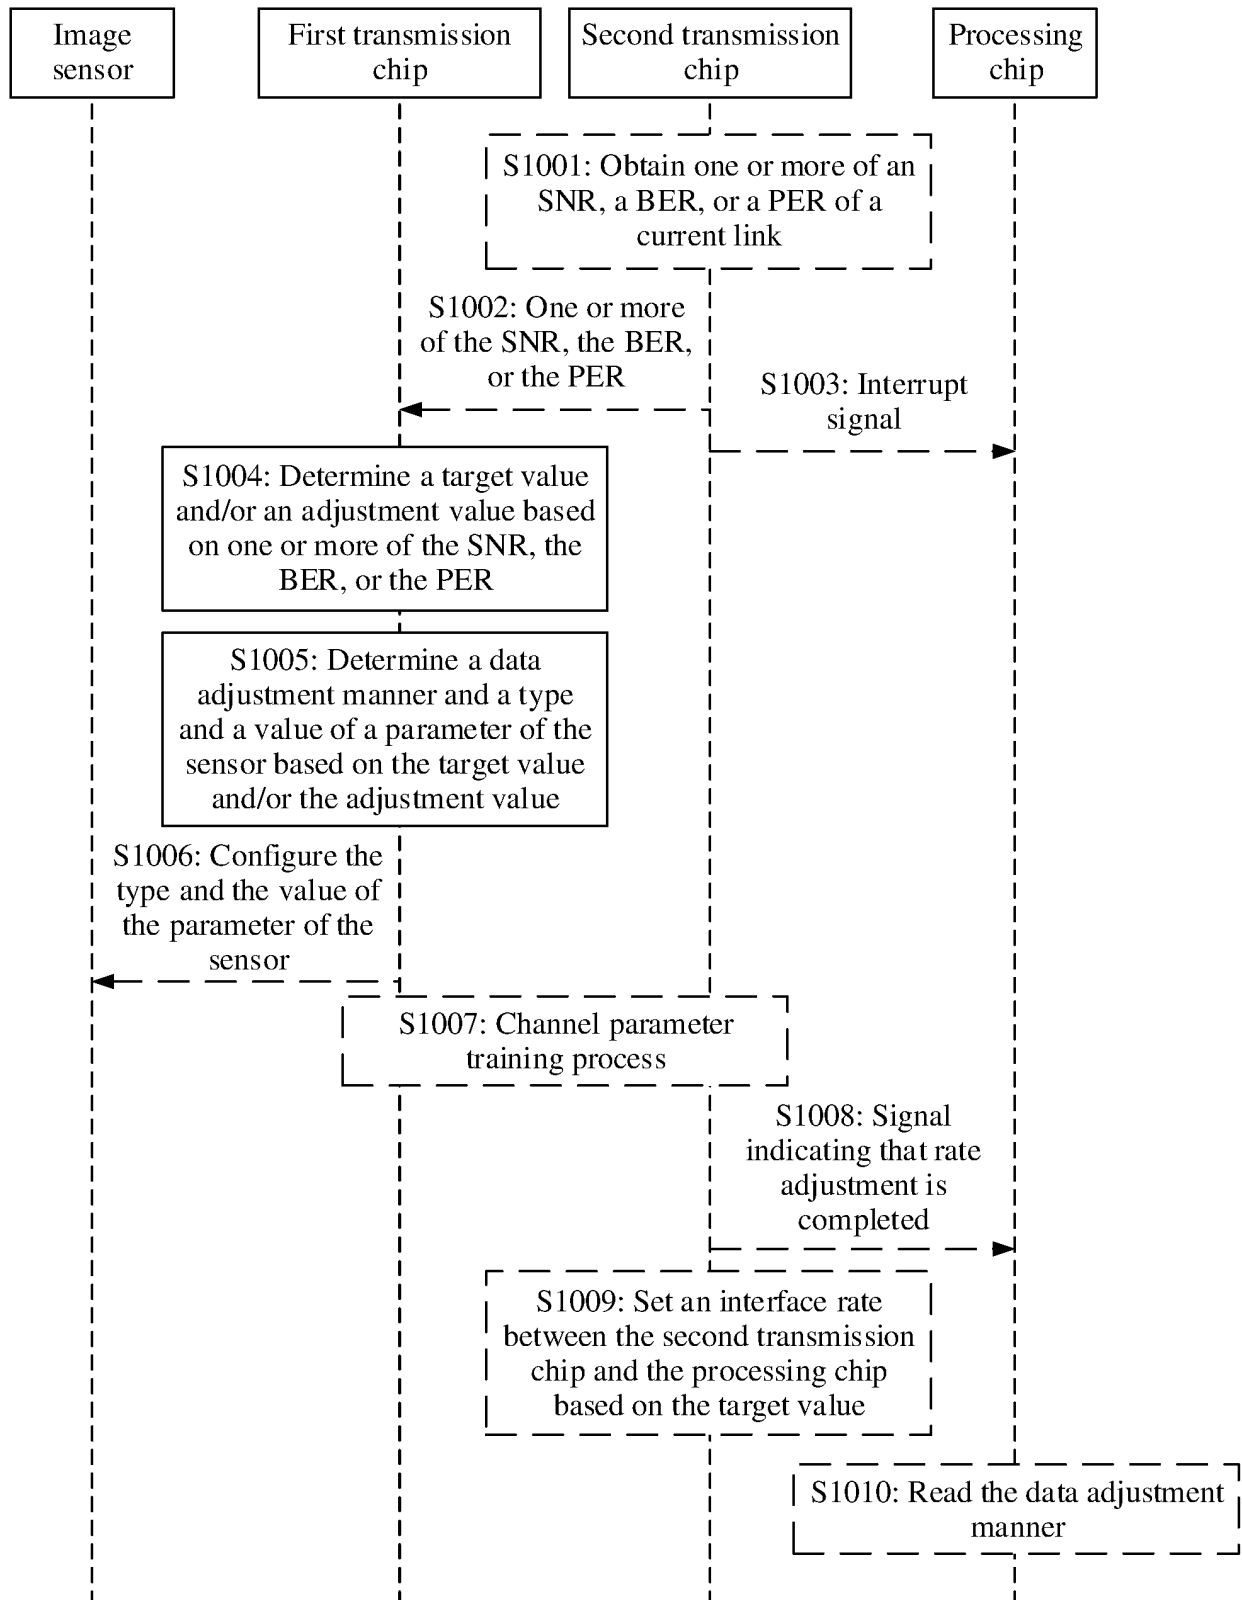 Image
sensor
First transmission
chip
Second transmission
chip
Processing
chip
S1001: Obtain one or more of an
SNR, a BER, or a PER of a
current link
S1002: One or more
of the SNR, the BER,
or the PER
S1003: Interrupt
signal
S1004: Determine a target value
and/or an adjustment value based
on one or more of the SNR, the
BER, or the PER
S1005: Determine a data
adjustment manner and a type
and a value of a parameter of the
sensor based on the target value
and/or the adjustment value
S1006: Configure the
type and the value of
the parameter of the
sensor
S1007: Channel parameter
training process
S1008: Signal
indicating that rate
adjustment is
completed
S1009: Set an interface rate
between the second transmission
chip and the processing chip
based on the target value
S1010: Read the data adjustment
manner